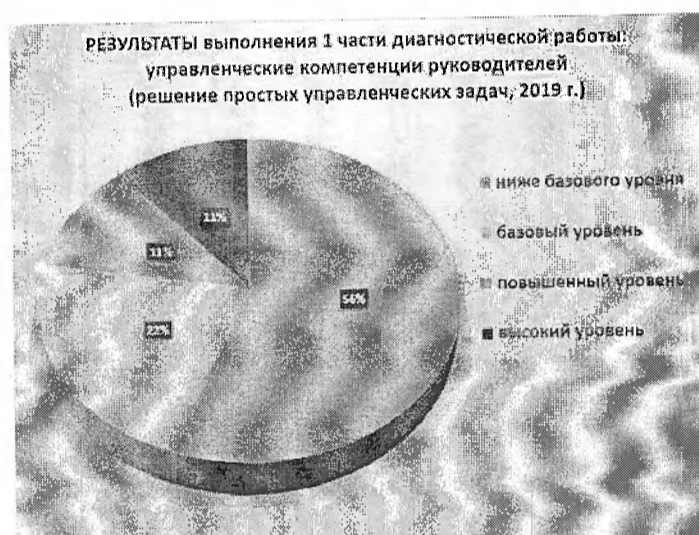 РЕЗУЛЬТАТЫ выполнения 1 части диагностической работы:
управленческие компетенции руководителей
(решение простых управленческих задач, 2019 г.)
ниже базового уровня
базовый уровень
повышенный уровень
высокий уровень
11%
11%
56%
22%